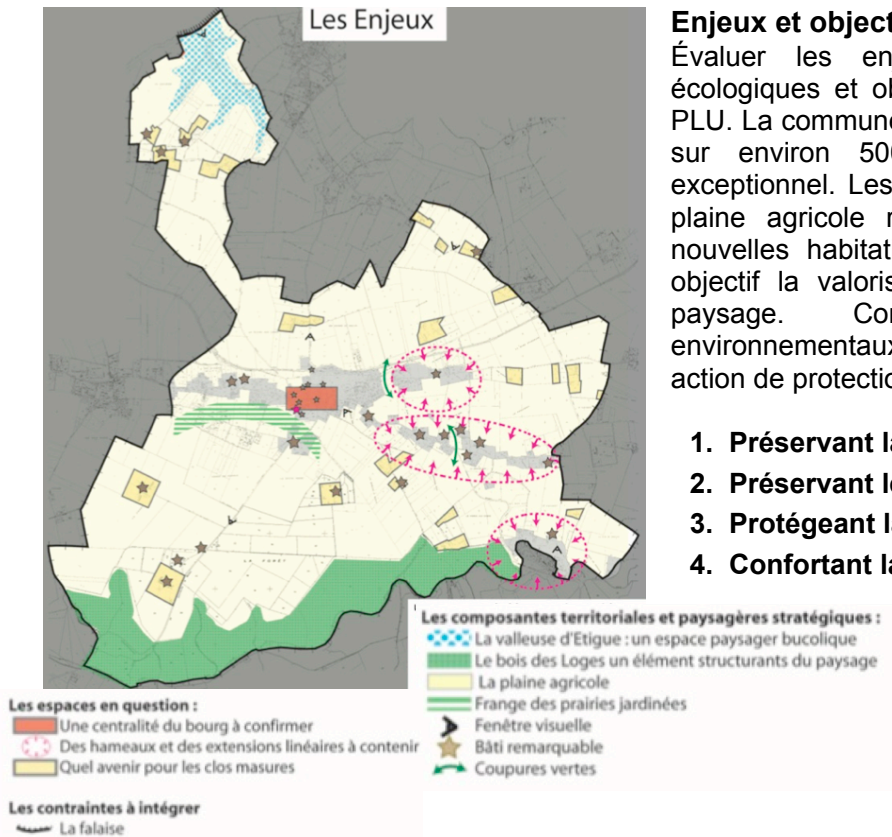 Les Enjeux
Enjeux et object
Évaluer les en
écologiques et ob
PLU. La commune
sur environ 500
exceptionnel. Les
plaine agricole
nouvelles habitat
objectif la valoris
paysage. Co
environnementaux
action de protectio
1. Préservant la
2. Préservant l
3. Protégeant l
4. Confortant la
LA FORÊT
Les composantes territoriales et paysagères stratégiques :
La valleuse d'Etigue : un espace paysager bucolique
Le bois des Loges un élément structurants du paysage
La plaine agricole
Frange des prairies jardinées
Fenêtre visuelle
Bâti remarquable
Coupures vertes
Les espaces en question :
Une centralité du bourg à confirmer
Des hameaux et des extensions linéaires à contenir
Quel avenir pour les clos masures
Les contraintes à intégrer
La falaise